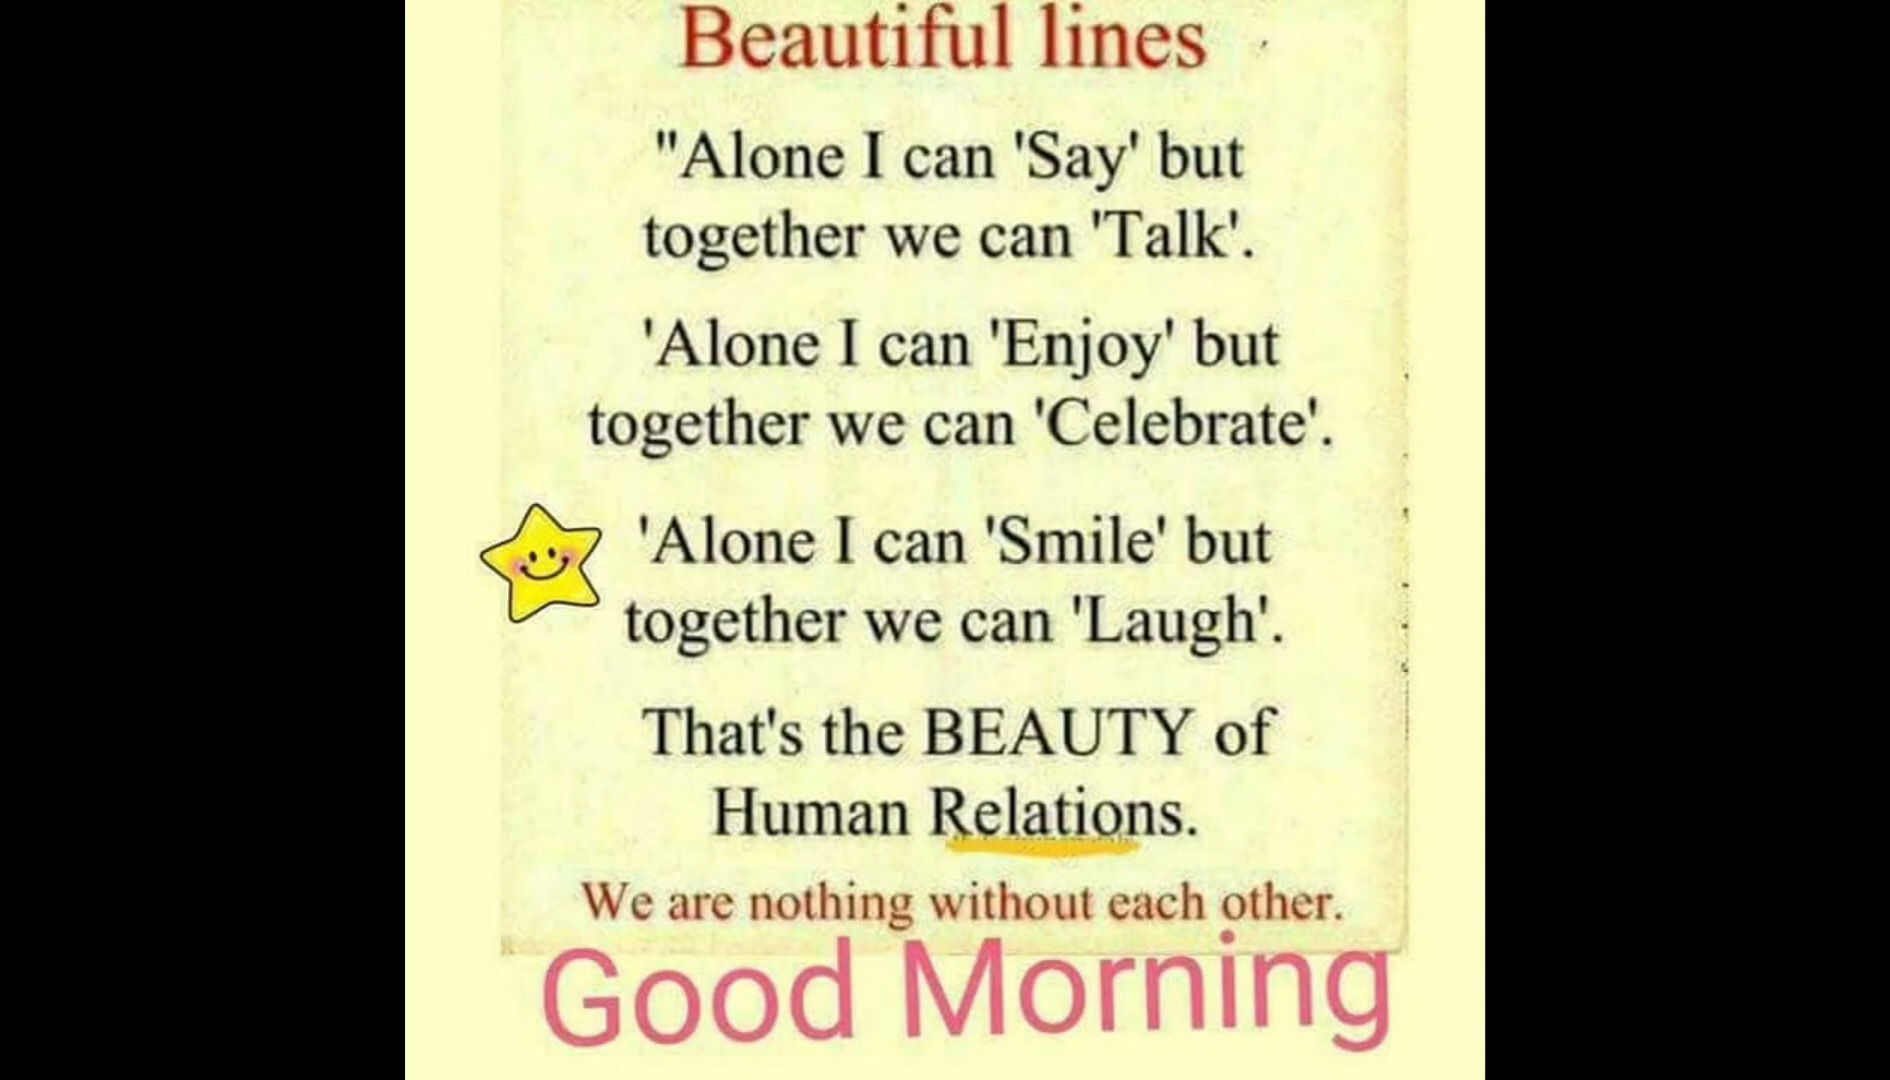 Beautiful lines
"Alone I can 'Say' but
together we can 'Talk'.
'Alone I can 'Enjoy' but
together we can 'Celebrate'.
'Alone I can 'Smile' but
together we can 'Laugh'.
That's the BEAUTY of
Human Relations.
We are nothing without each other.
Good Morning